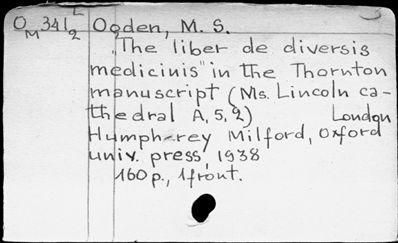 OM 341 L/2 Ogden, M. S.
"The liber de diversis
medicinis" in the Thornton
manuscript (Ms. Lincoln ca-
thedral A, 5, 2) London
Humphrey Milford, Oxford
univ. press, 1938
160 p., 1 front.